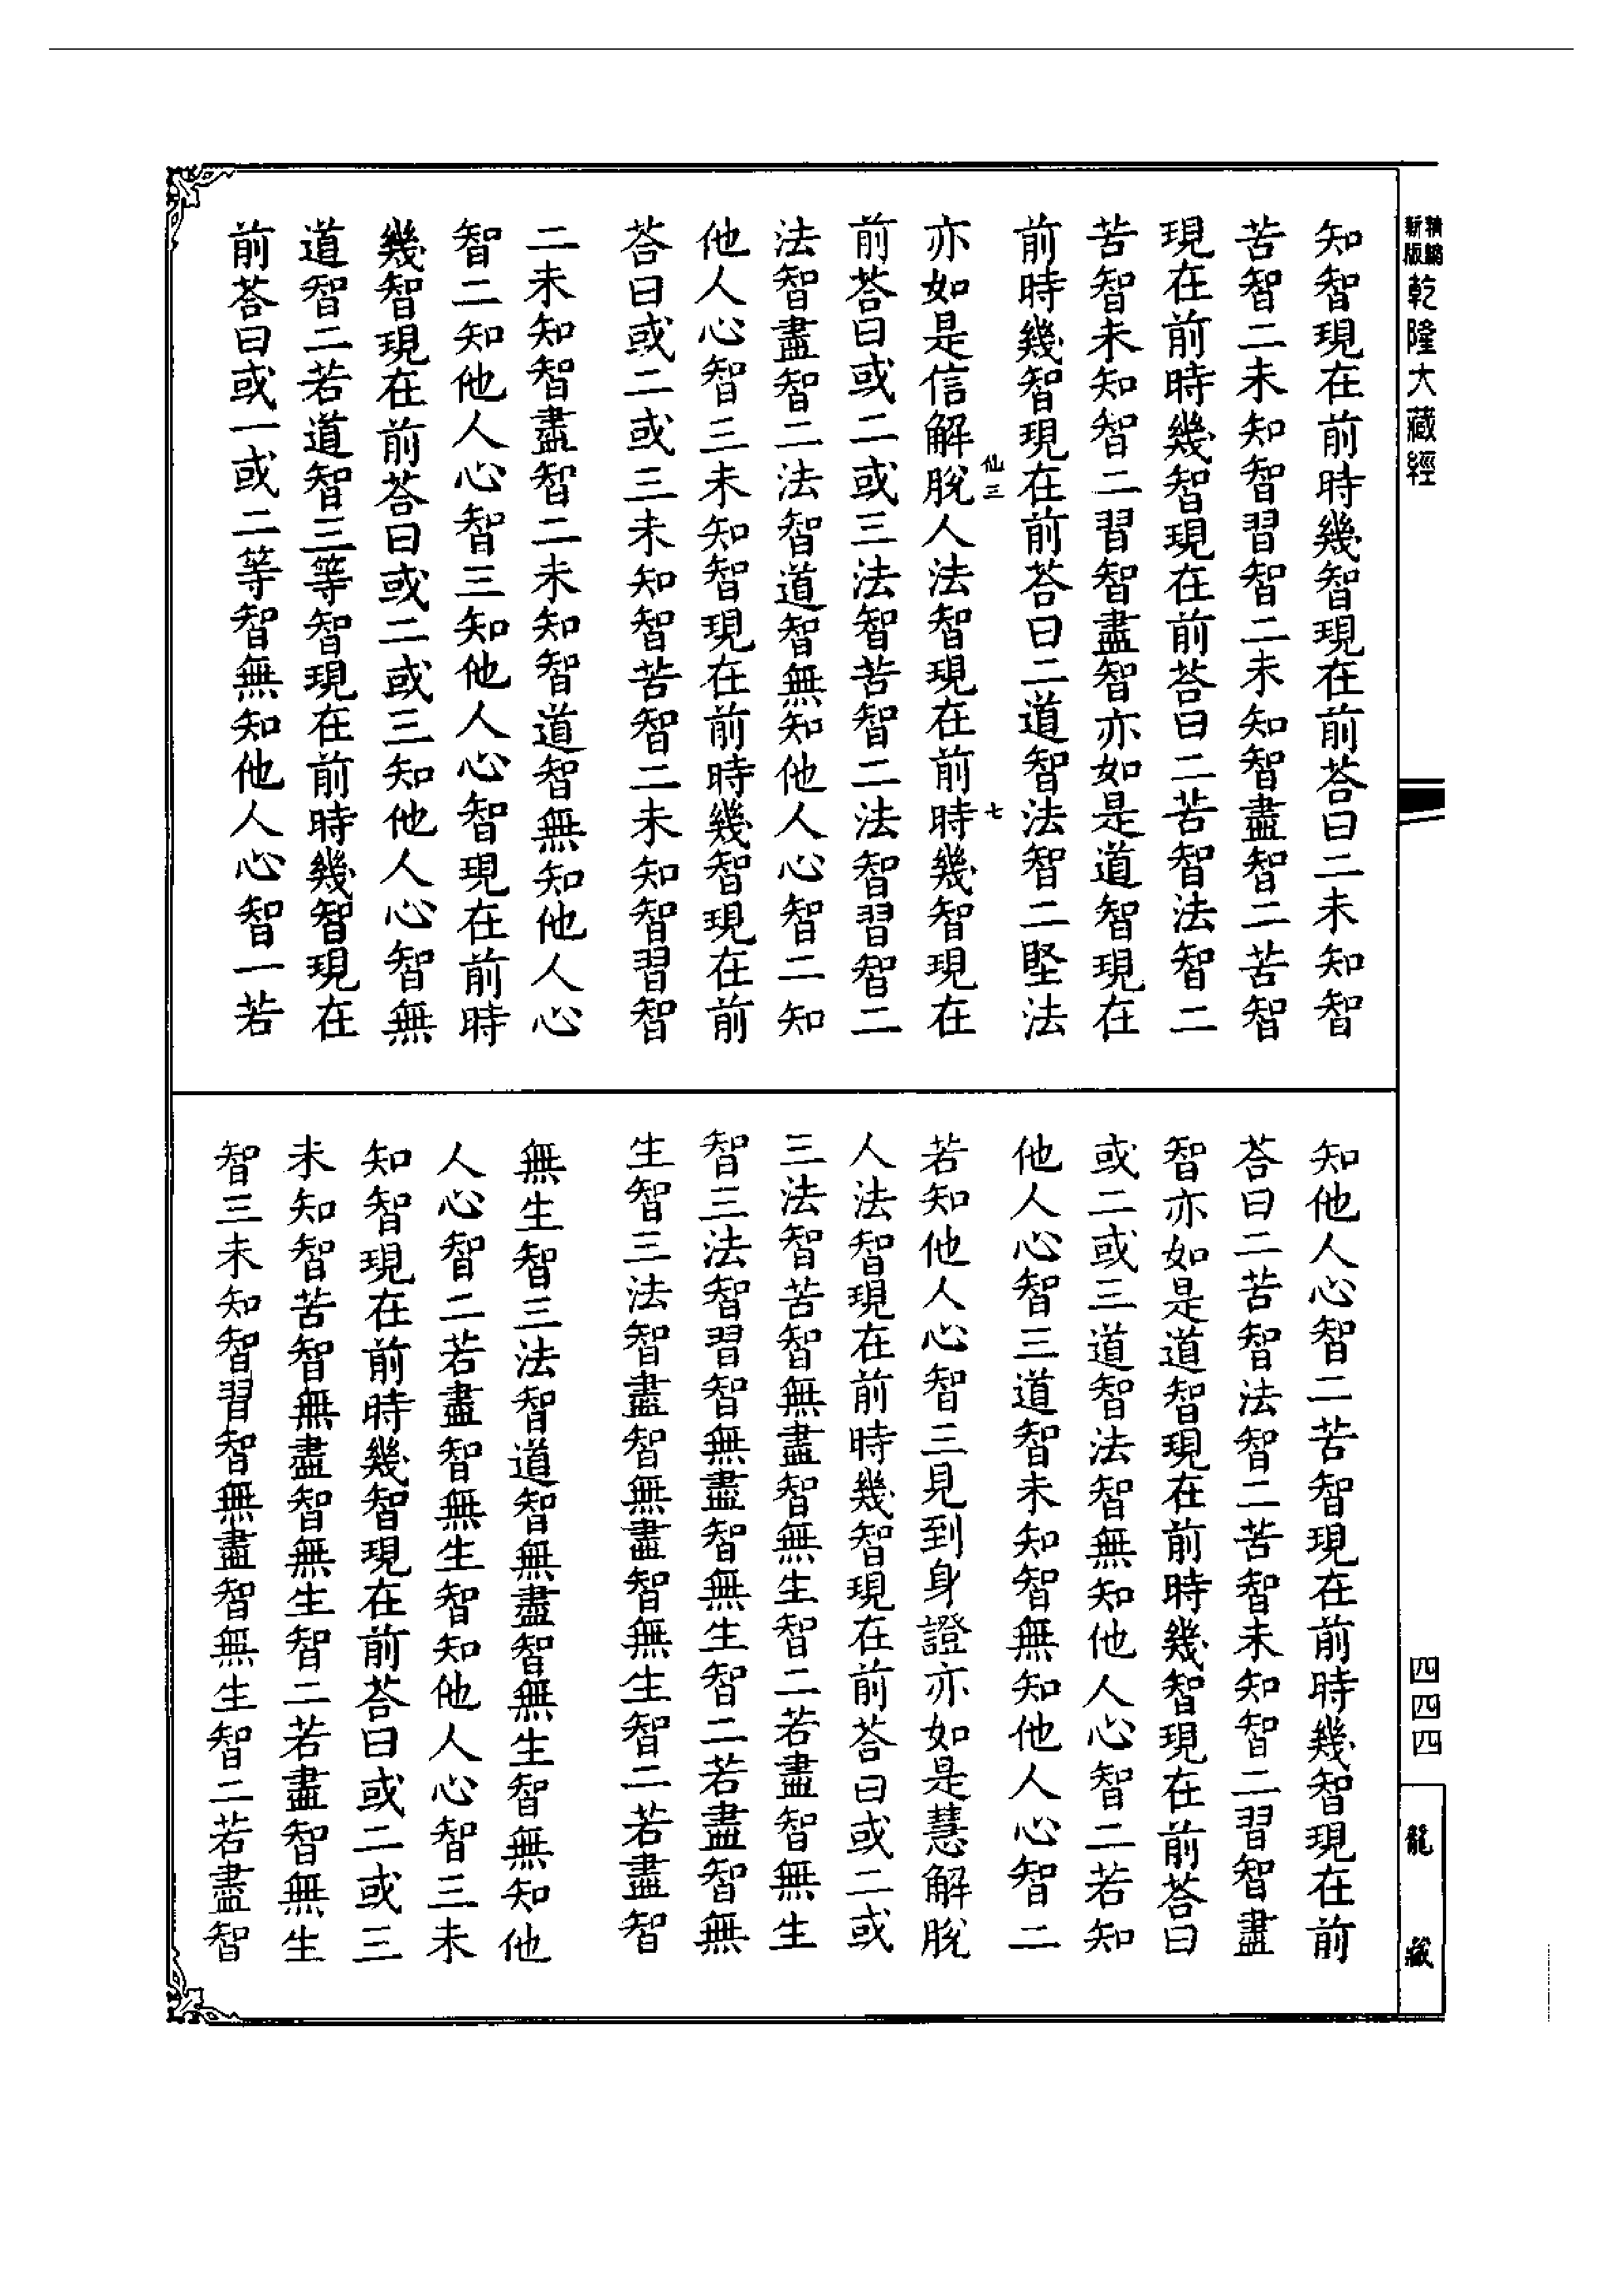 新版精縮乾隆大藏經
知智現在前時幾智現在前荅曰二未知智
苦智二未知智習智二未知智盡智二苦智
現在前時幾智現在前荅曰二苦智法智二
苦智未知智二習智盡智亦如是道智現在
前時幾智現在前荅曰二道智法智二堅法
仙三 七
亦如是信解脫人法智現在前時幾智現在
前荅曰或二或三法智苦智二法智習智二
法智盡智二法智道智無知他人心智二知
他人心智三未知智現在前時幾智現在前
荅曰或二或三未知智苦智二未知智習智
二未知智盡智二未知智道智無知他人心
智二知他人心智三知他人心智現在前時
幾智現在前荅曰或二或三知他人心智無
道智二若道智三等智現在前時幾智現在
前荅曰或一或二等智無知他人心智一若
知他人心智二苦智現在前時幾智現在前
荅曰二苦智法智二苦智未知智二習智盡
智亦如是道智現在前時幾智現在前荅曰
或二或三道智法智無知他人心智二若知
他人心智三道智未知智無知他人心智二
若知他人心智三見到身證亦如是慧解脫
人法智現在前時幾智現在前荅曰或二或
三法智苦智無盡智無生智二若盡智無生
智三法智習智無盡智無生智二若盡智無
生智三法智盡智無盡智無生智二若盡智
無生智三法智道智無盡智無生智無知他
人心智二若盡智無生智知他人心智三未
知智現在前時幾智現在前荅曰或二或三
未知智苦智無盡智無生智二若盡智無生
智三未知智習智無盡智無生智二若盡智
四四四
龍藏